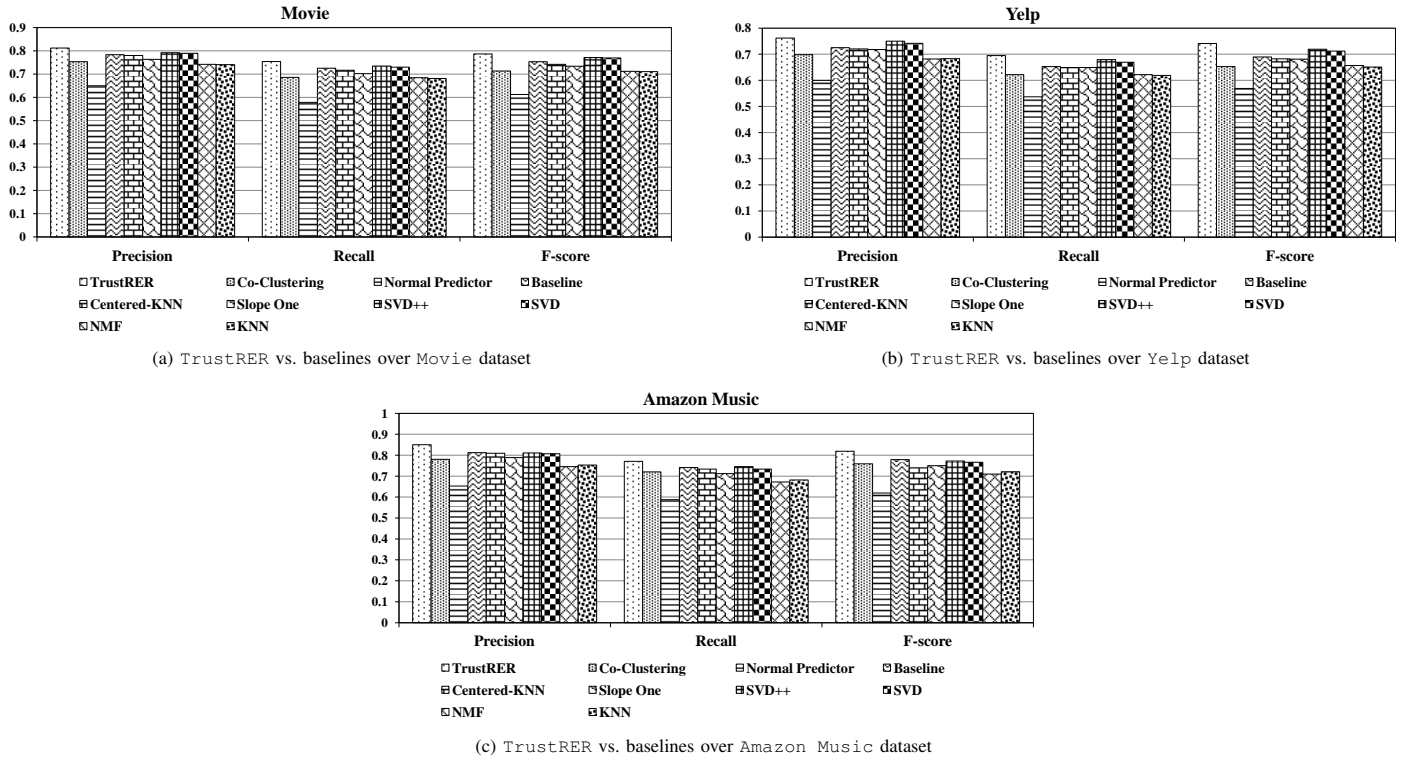 Movie
0.9
0.8
0.7
0.6
0.5
0.4
0.3
0.2
0.1
0
Precision Recall F-score
TrustRER Co-Clustering Normal Predictor Baseline
Centered-KNN Slope One SVD++ SVD
NMF KNN
(a) TrustRER vs. baselines over Movie dataset
Yelp
0.8
0.7
0.6
0.5
0.4
0.3
0.2
0.1
0
Precision Recall F-score
TrustRER Co-Clustering Normal Predictor Baseline
Centered-KNN Slope One SVD++ SVD
NMF KNN
(b) TrustRER vs. baselines over Yelp dataset
Amazon Music
1
0.9
0.8
0.7
0.6
0.5
0.4
0.3
0.2
0.1
0
Precision Recall F-score
TrustRER Co-Clustering Normal Predictor Baseline
Centered-KNN Slope One SVD++ SVD
NMF KNN
(c) TrustRER vs. baselines over Amazon Music dataset